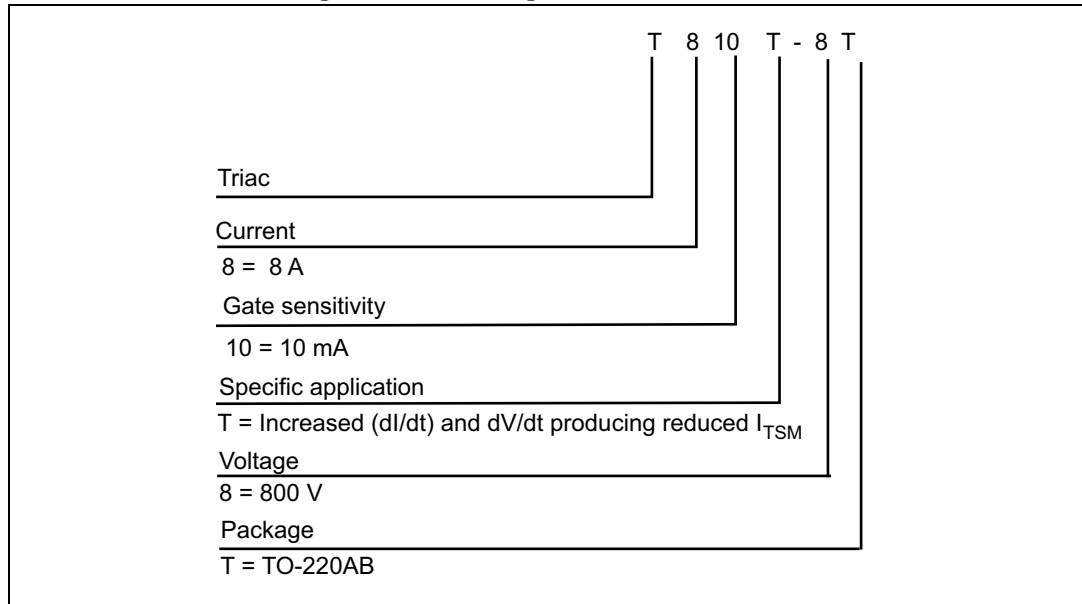 T 8 10 T - 8 T
Triac
Current
8 = 8 A
Gate sensitivity
10 = 10 mA
Specific application
T = Increased (dI/dt) and dV/dt producing reduced ITSM
Voltage
8 = 800 V
Package
T = TO-220AB